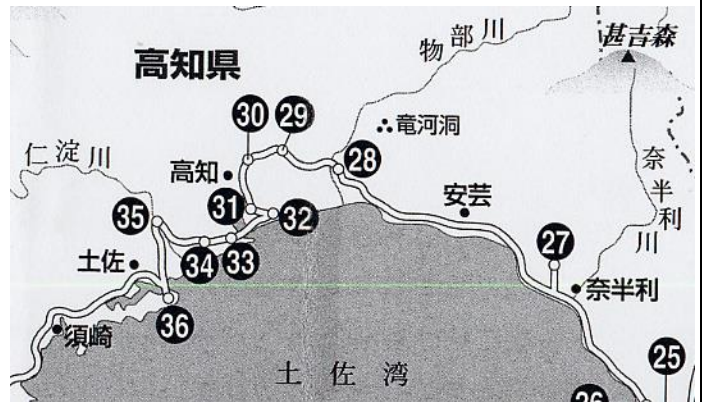 甚吉森
物部川
高知県
竜河洞
30
29
28
仁淀川
高知
奈半利川
安芸
31
32
35
34
33
27
土佐
奈半利
36
須崎
土佐湾
25
26